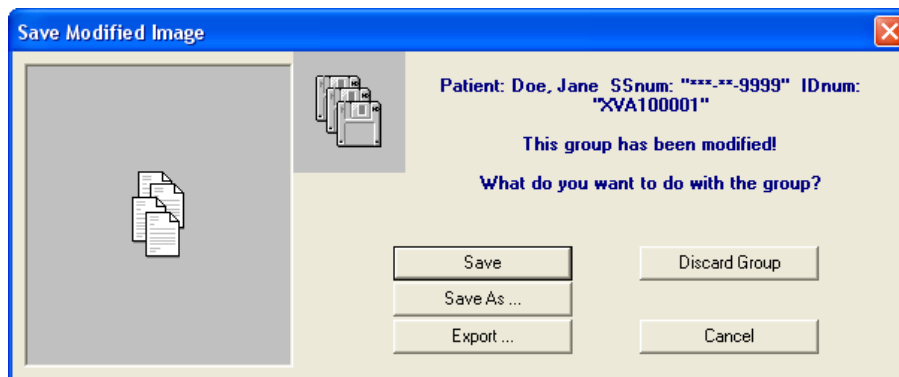 Save Modified Image
Patient: Doe, Jane SSnum: "***-**-9999" IDnum:
"XVA100001"
This group has been modified!
What do you want to do with the group?
Save
Discard Group
Save As ...
Export ...
Cancel